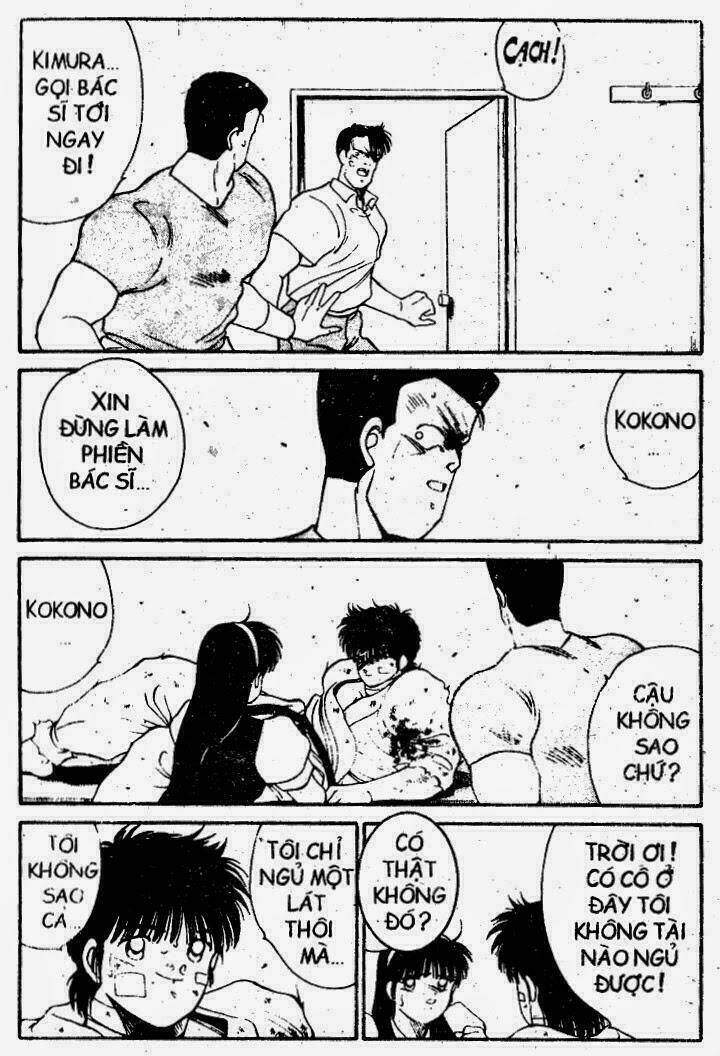 KIMURA...
GỌI BÁC
SĨ TỚI
NGAY
ĐI!
CẠCH!
XIN
ĐỪNG LÀM
PHIỀN
BÁC SĨ...
KOKONO
...
KOKONO
CẬU
KHÔNG
SAO
CHỨ?
TÔI
KHÔNG
SAO
CẢ...
TÔI CHỈ
NGỦ MỘT
LÁT
THÔI
MÀ...
CÓ
THẬT
KHÔNG
ĐÓ?
TRỜI ƠI!
CÓ CÔ Ở
ĐÂY TÔI
KHÔNG TÀI
NÀO NGỦ
ĐƯỢC!